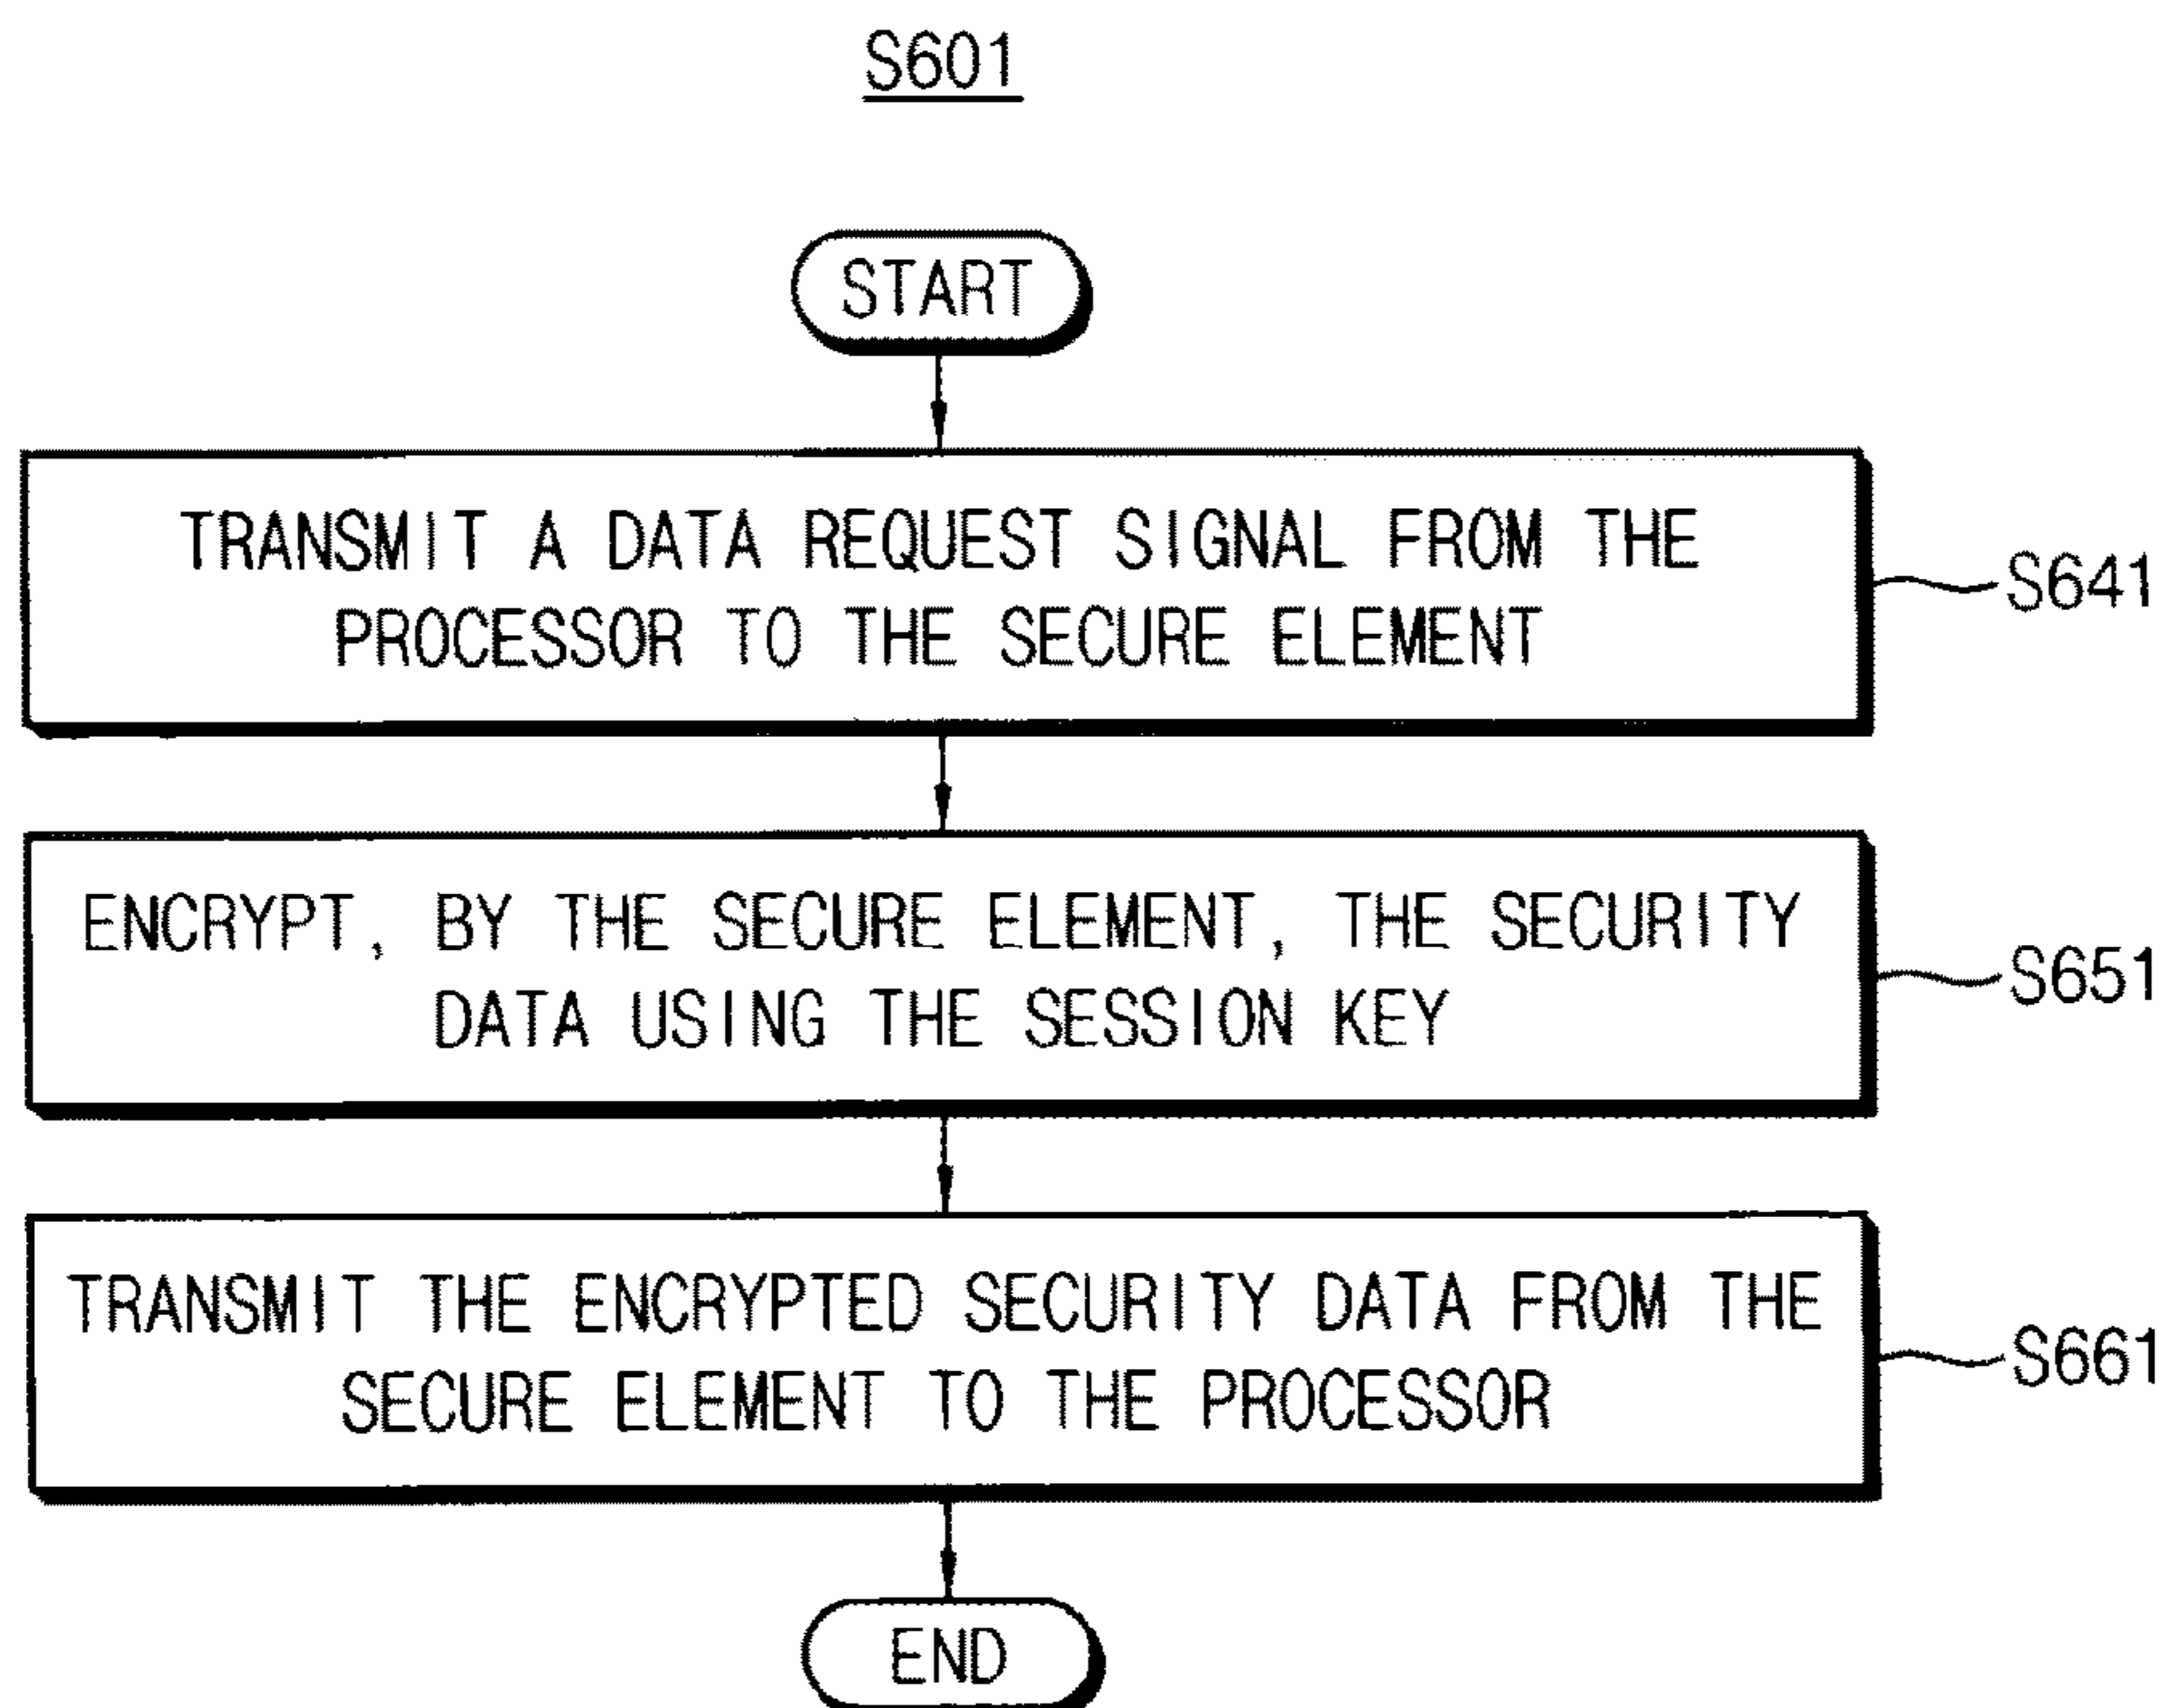 S601
START
TRANSMIT A DATA REQUEST SIGNAL FROM THE
PROCESSOR TO THE SECURE ELEMENT
S641
ENCRYPT, BY THE SECURE ELEMENT, THE SECURITY
DATA USING THE SESSION KEY
S651
TRANSMIT THE ENCRYPTED SECURITY DATA FROM THE
SECURE ELEMENT TO THE PROCESSOR
S661
END